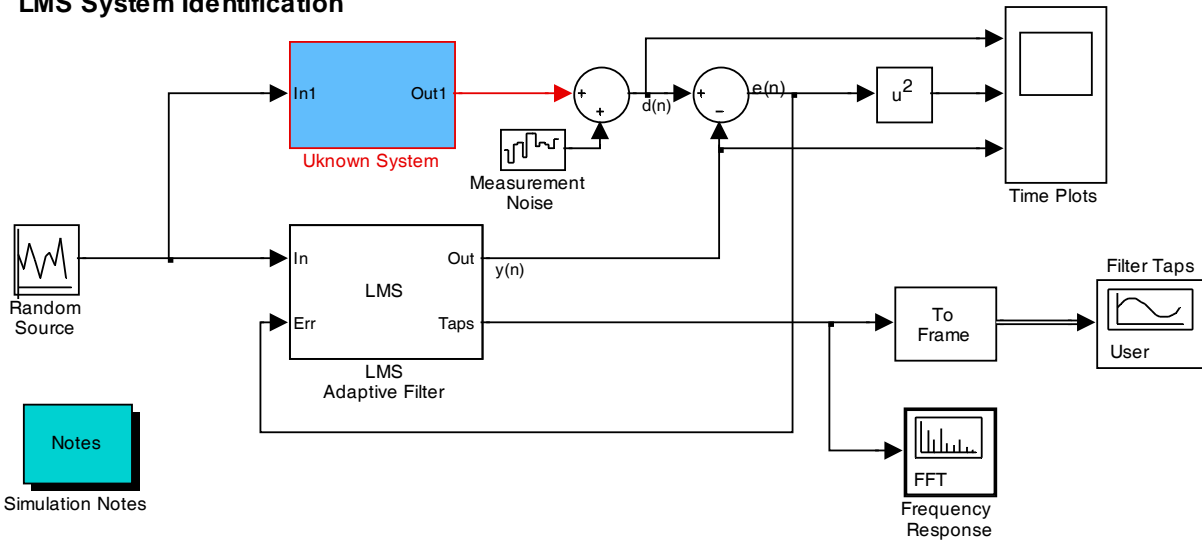 LMS System Identification
In1
Out1
Uknown System
+
+
d(n)
+
−
e(n)
u2
Time Plots
Measurement
Noise
Random
Source
In
Out
y(n)
LMS
Err
Taps
LMS
Adaptive Filter
To
Frame
Filter Taps
User
Notes
Simulation Notes
FFT
Frequency
Response